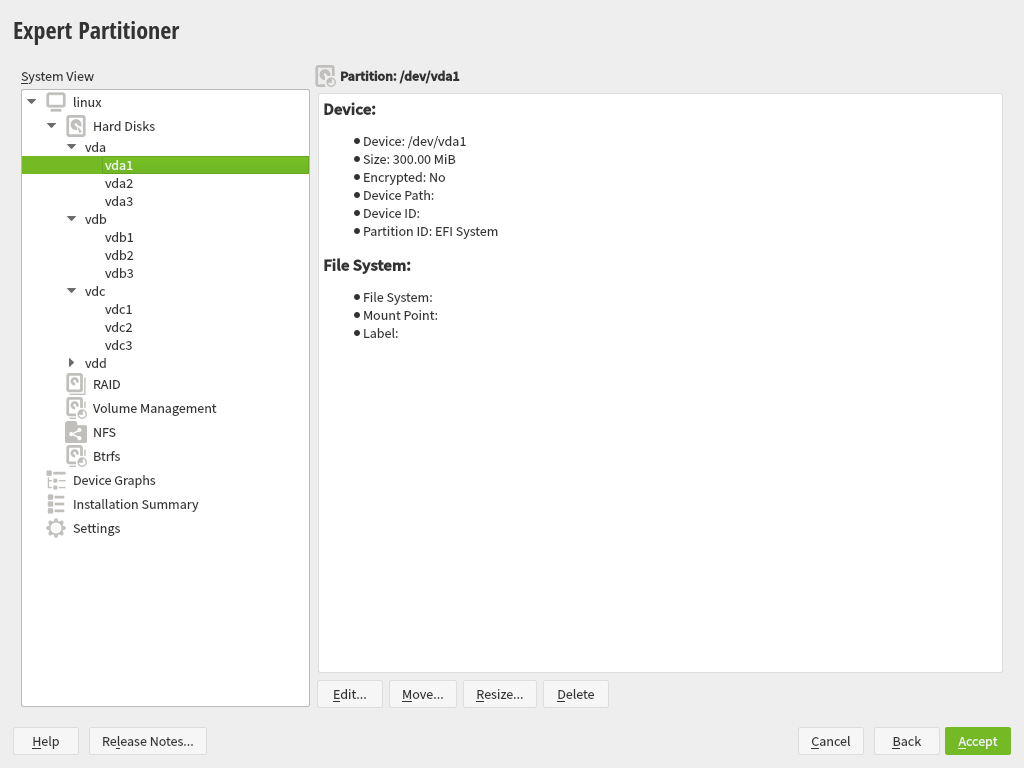 Expert Partitioner
System View
linux
Hard Disks
vda
vda1
vda2
vda3
vdb
vdb1
vdb2
vdb3
vdc
vdc1
vdc2
vdc3
vdd
RAID
Volume Management
NFS
Btrfs
Device Graphs
Installation Summary
Settings
Partition: /dev/vda1
Device:
Device: /dev/vda1
Size: 300.00 MiB
Encrypted: No
Device Path:
Device ID:
Partition ID: EFI System
File System:
File System:
Mount Point:
Label:
Edit... Move... Resize... Delete
Help Release Notes... Cancel Back Accept